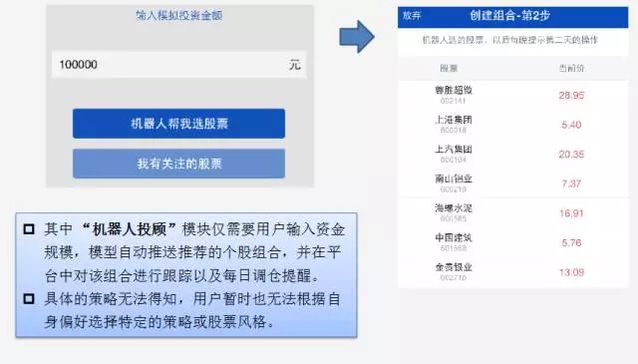 输入模拟投资金额
100000 元
机器人帮我选股票
我有关注的股票
放弃 创建组合-第2步
机器人选的股票，以后每晚提示第二天的操作
股票 当前价
蓉胜超微 28.95
002141
上港集团 5.40
600018
上汽集团 20.35
600104
南山铝业 7.37
600219
海螺水泥 16.91
600585
中国建筑 5.76
601668
金贵银业 13.09
002716
其中“机器人投顾”模块仅需要用户输入资金
规模，模型自动推送推荐的个股组合，并在平
台中对该组合进行跟踪以及每日调仓提醒。
具体的策略无法得知，用户暂时也无法根据自
身偏好选择特定的策略或股票风格。